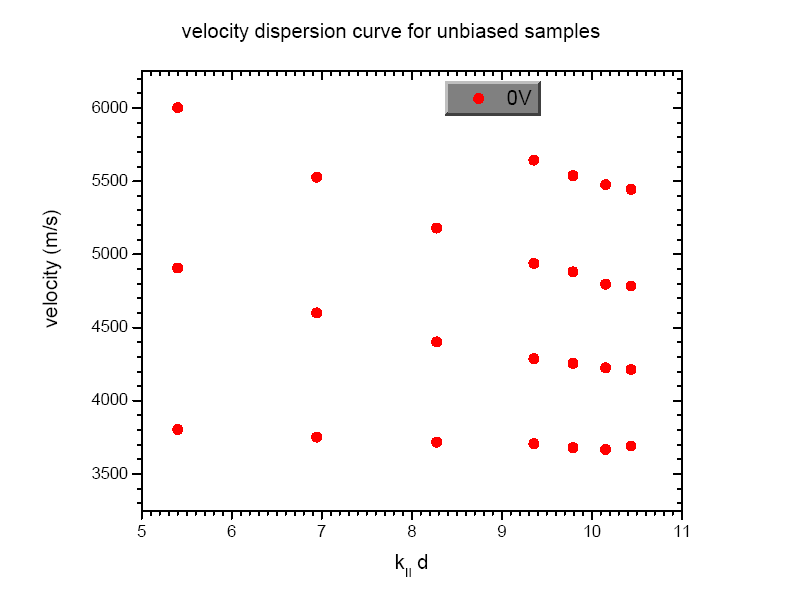 velocity dispersion curve for unbiased samples
0V
6000
5500
5000
4500
4000
3500
velocity (m/s)
5 6 7 8 9 10 11
k_II d